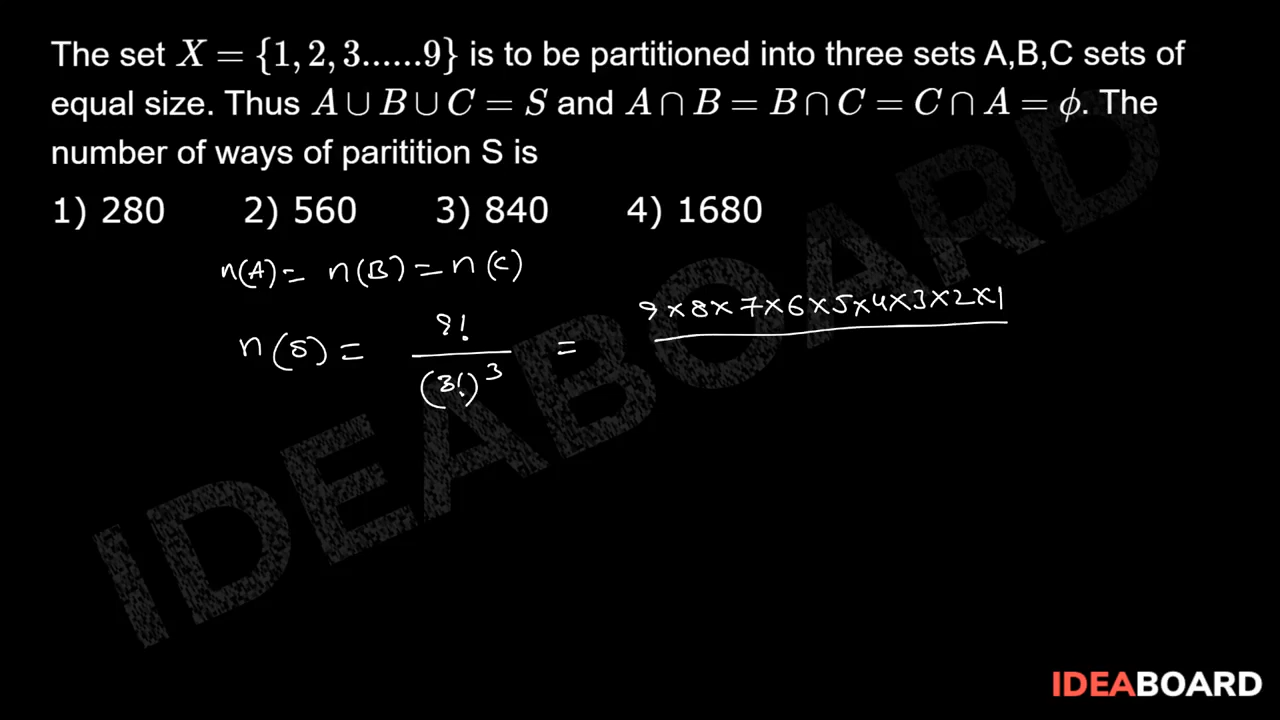 The set X = {1, 2, 3......9} is to be partitioned into three sets A,B,C sets of
equal size. Thus A ∪ B ∪ C = S and A ∩ B = B ∩ C = C ∩ A = ϕ. The
number of ways of paritition S is
1) 280 2) 560 3) 840 4) 1680
n(A) = n(B) = n(C)
n(S) = 9!/(3!)^3 = 9×8×7×6×5×4×3×2×1
IDEABOARD
IDEABOARD